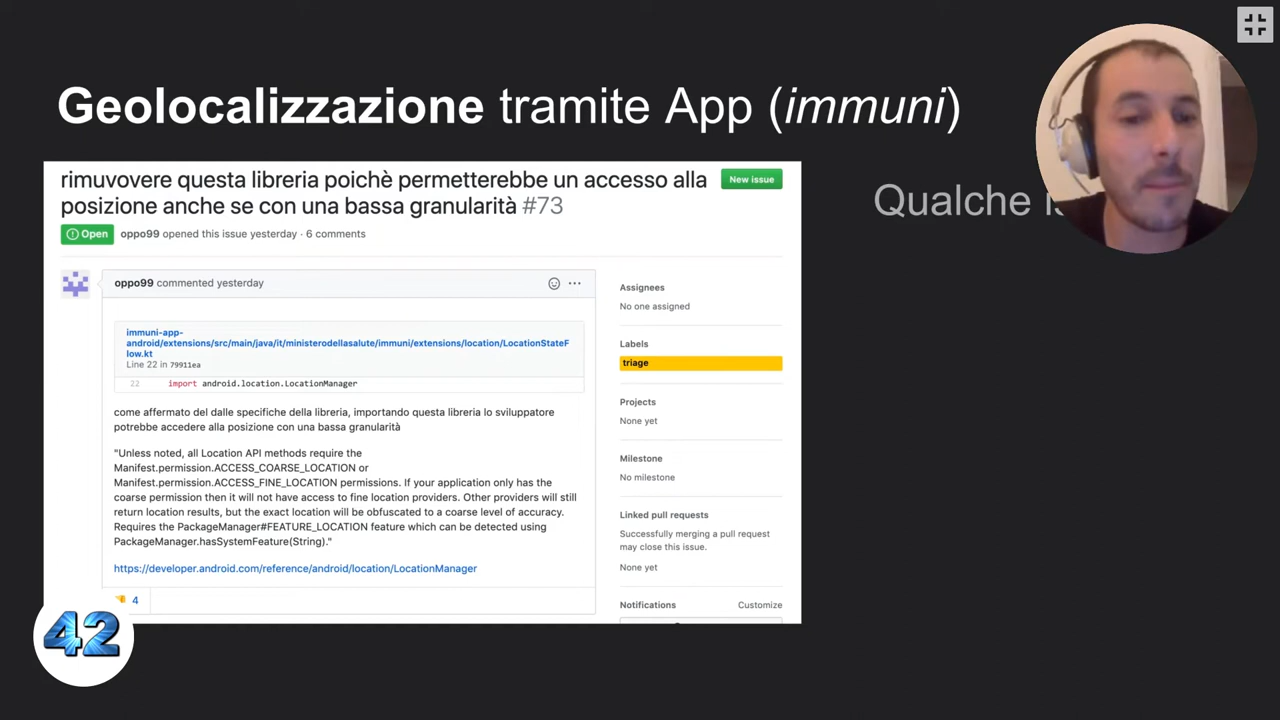 Geolocalizzazione tramite App (immuni)
rimuvovere questa libreria poichè permetterebbe un accesso alla
posizione anche se con una bassa granularità #73
New issue
Open oppo99 opened this issue yesterday · 6 comments
Qualche
oppo99 commented yesterday
immuni-app-
android/extensions/src/main/java/it/ministerodellasalute/immuni/extensions/location/LocationStateF
low.kt
Line 22 in 79911ea
22 import android.location.LocationManager
come affermato del dalle specifiche della libreria, importando questa libreria lo sviluppatore
potrebbe accedere alla posizione con una bassa granularità
"Unless noted, all Location API methods require the
Manifest.permission.ACCESS_COARSE_LOCATION or
Manifest.permission.ACCESS_FINE_LOCATION permissions. If your application only has the
coarse permission then it will not have access to fine location providers. Other providers will still
return location results, but the exact location will be obfuscated to a coarse level of accuracy.
Requires the PackageManager#FEATURE_LOCATION feature which can be detected using
PackageManager.hasSystemFeature(String)."
https://developer.android.com/reference/android/location/LocationManager
4
Assignees
No one assigned
Labels
triage
Projects
None yet
Milestone
No milestone
Linked pull requests
Successfully merging a pull request
may close this issue.
None yet
Notifications Customize
42